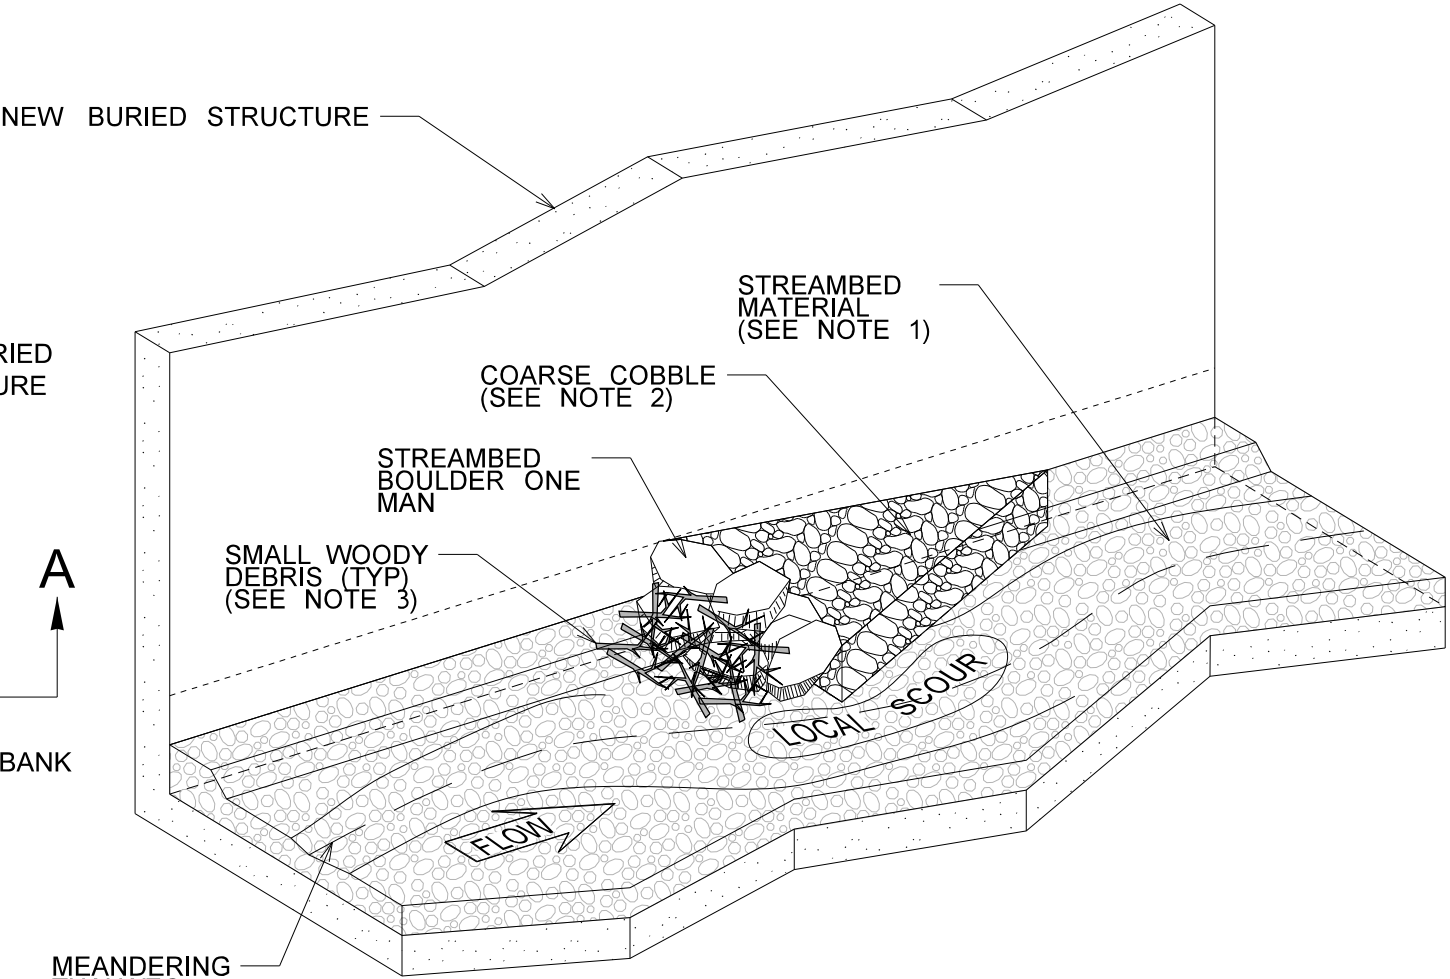 NEW BURIED STRUCTURE
STREAMBED
MATERIAL
(SEE NOTE 1)
RIED
URE
COARSE COBBLE
(SEE NOTE 2)
STREAMBED
BOULDER ONE
MAN
SMALL WOODY
DEBRIS (TYP)
(SEE NOTE 3)
A
LOCAL SCOUR
BANK
FLOW
MEANDERING